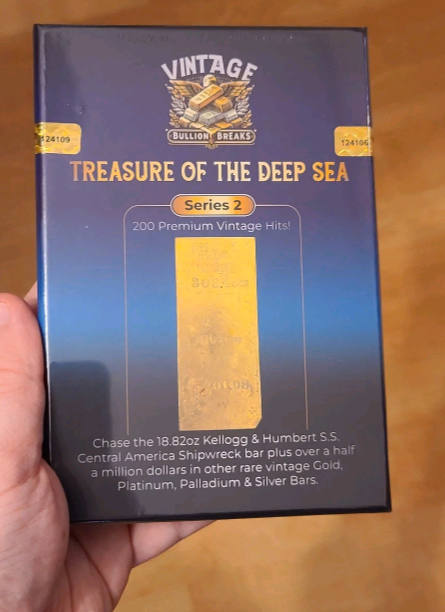 VINTAGE
BULLION BREAKS
124109
124106
TREASURE OF THE DEEP SEA
Series 2
200 Premium Vintage Hits!
Chase the 18.82oz Kellogg & Humbert S.S.
Central America Shipwreck bar plus over a half
a million dollars in other rare vintage Gold,
Platinum, Palladium & Silver Bars.